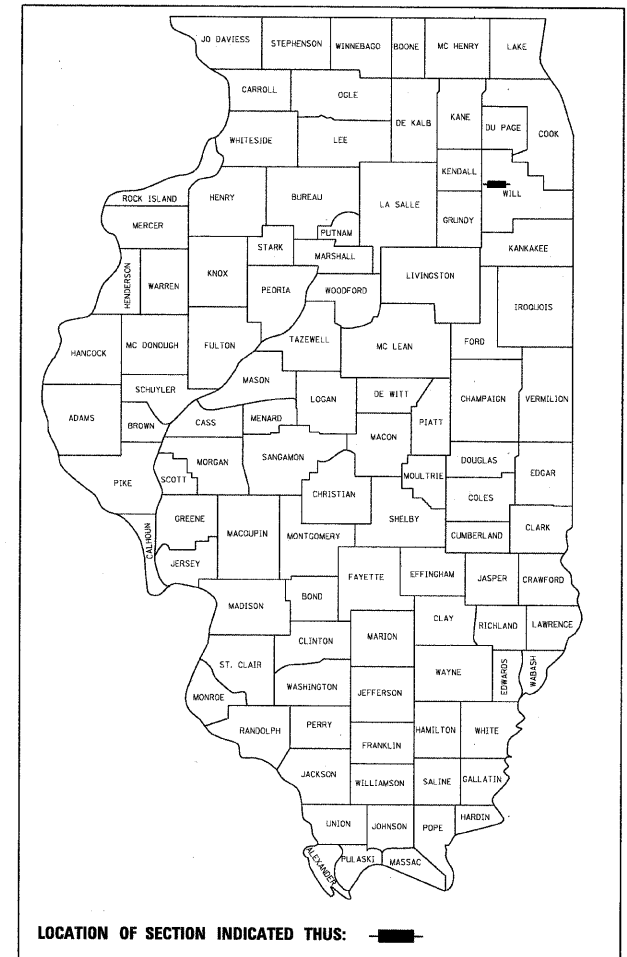 JO DAVIESS
STEPHENSON
WINNEBAGO
BOONE
MC HENRY
LAKE
CARROLL
OGLE
DE KALB
KANE
DU PAGE
COOK
WHITESIDE
LEE
KENDALL
WILL
ROCK ISLAND
HENRY
BUREAU
LA SALLE
GRUNDY
MERCER
PUTNAM
KANKAKEE
STARK
MARSHALL
HENDERSON
WARREN
KNOX
LIVINGSTON
PEORIA
WOODFORD
IROQUOIS
HANCOCK
MC DONOUGH
FULTON
TAZEWELL
MC LEAN
FORD
MASON
SCHUYLER
LOGAN
DE WITT
CHAMPAIGN
VERMILION
ADAMS
BROWN
CASS
MENARD
MACON
PIATT
PIKE
SCOTT
MORGAN
SANGAMON
CHRISTIAN
MOULTRIE
DOUGLAS
EDGAR
COLES
CALHOUN
GREENE
MACOUPIN
MONTGOMERY
SHELBY
CUMBERLAND
CLARK
JERSEY
FAYETTE
EFFINGHAM
JASPER
CRAWFORD
MADISON
BOND
CLAY
RICHLAND
LAWRENCE
CLINTON
MARION
ST. CLAIR
WAYNE
EDWARDS
WABASH
MONROE
WASHINGTON
JEFFERSON
RANDOLPH
PERRY
HAMILTON
WHITE
FRANKLIN
JACKSON
WILLIAMSON
SALINE
GALLATIN
UNION
JOHNSON
POPE
HARDIN
ALEXANDER
PULASKI
MASSAC
LOCATION OF SECTION INDICATED THUS: